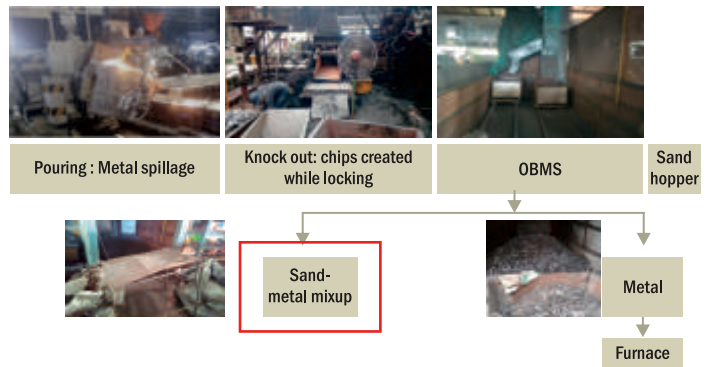 Pouring : Metal spillage
Knock out: chips created
while locking
OBMS
Sand
hopper
Sand-
metal mixup
Metal
Furnace